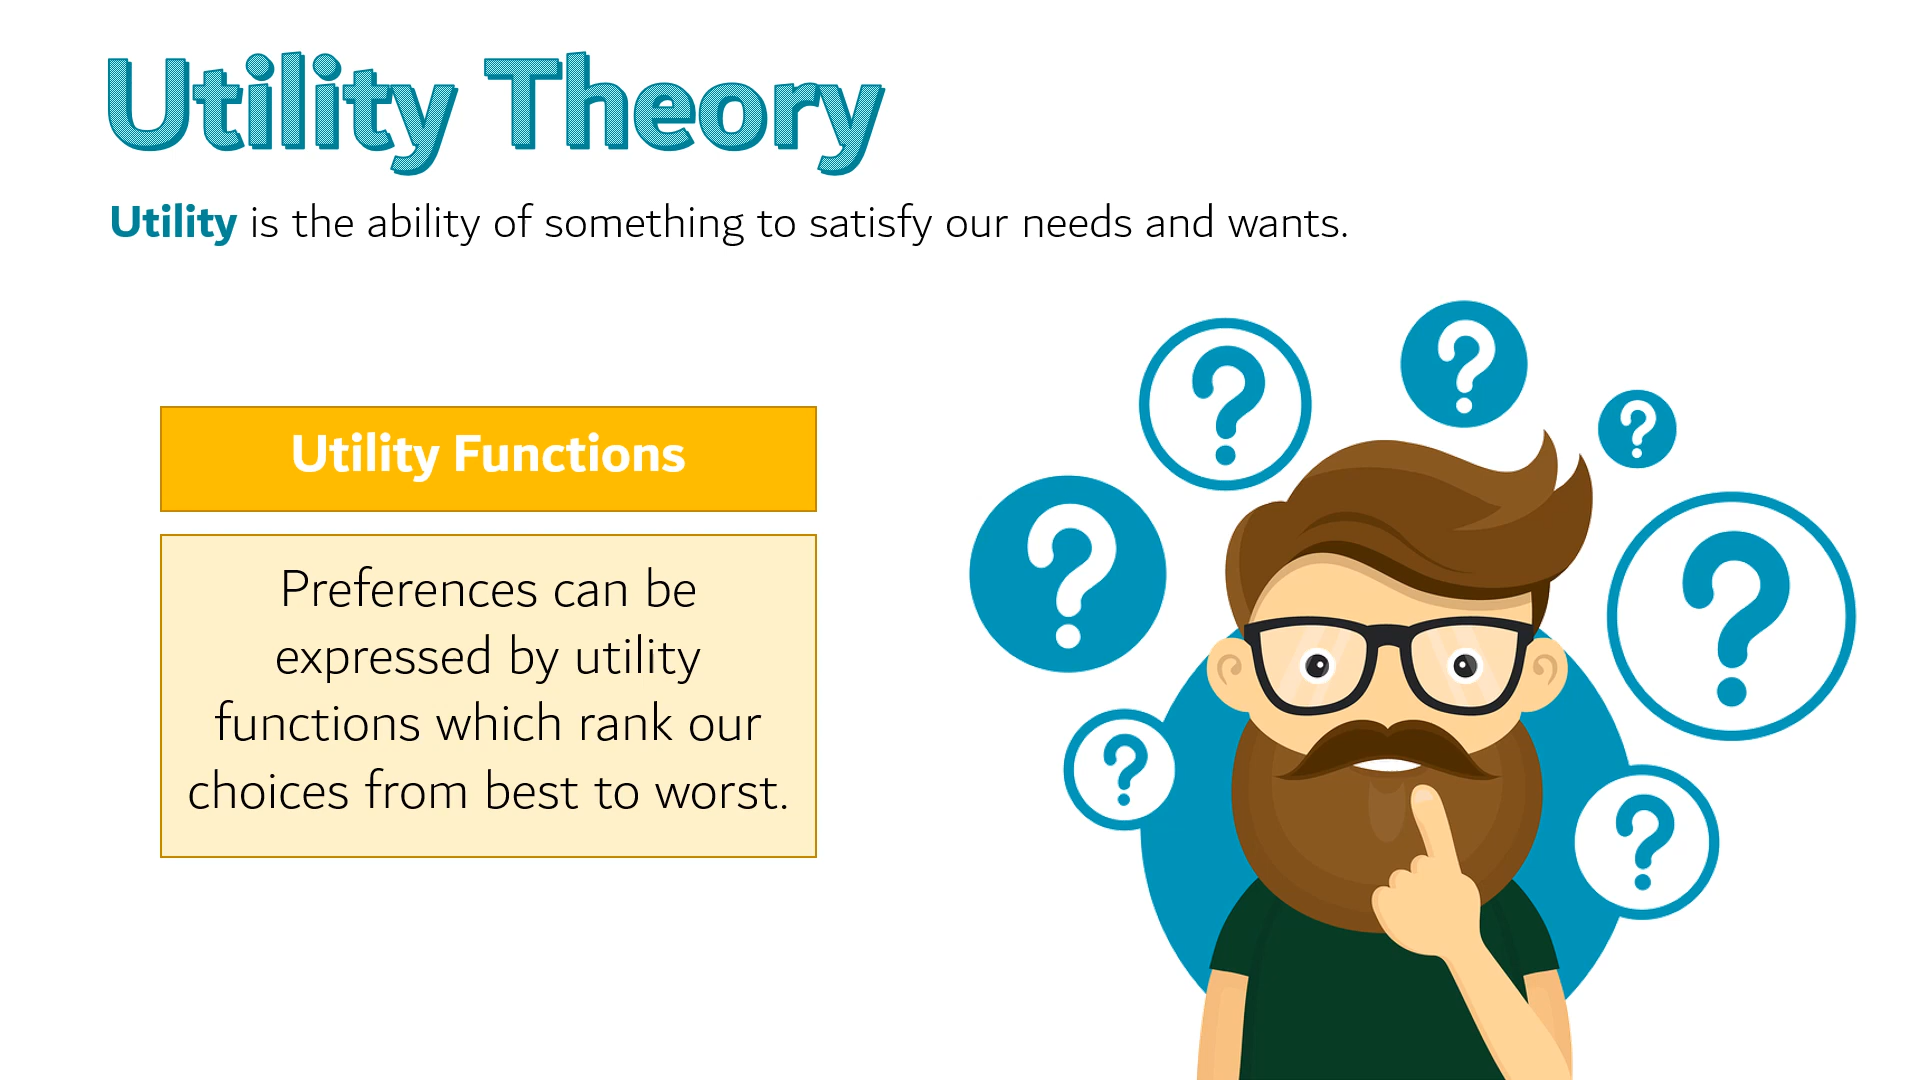 Utility Theory
Utility is the ability of something to satisfy our needs and wants.
Utility Functions
Preferences can be
expressed by utility
functions which rank our
choices from best to worst.
?
?
?
?
?
?
?